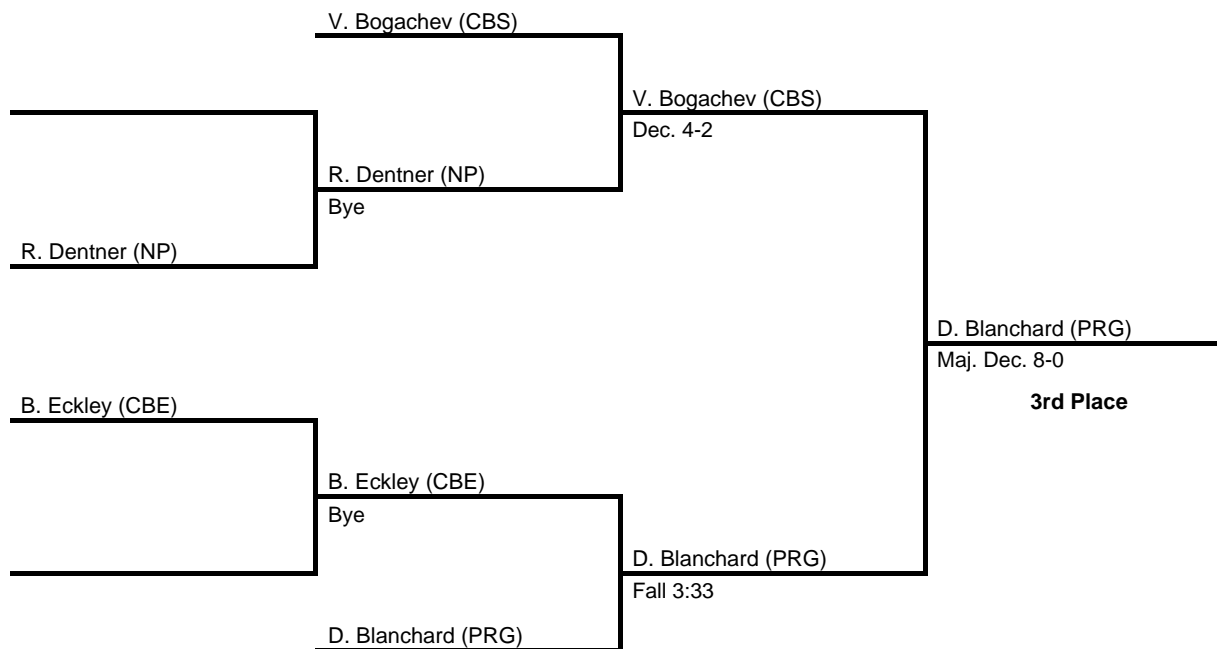 V. Bogachev (CBS)
V. Bogachev (CBS)
Dec. 4-2
R. Dentner (NP)
Bye
R. Dentner (NP)
D. Blanchard (PRG)
Maj. Dec. 8-0
3rd Place
B. Eckley (CBE)
B. Eckley (CBE)
Bye
D. Blanchard (PRG)
Fall 3:33
D. Blanchard (PRG)